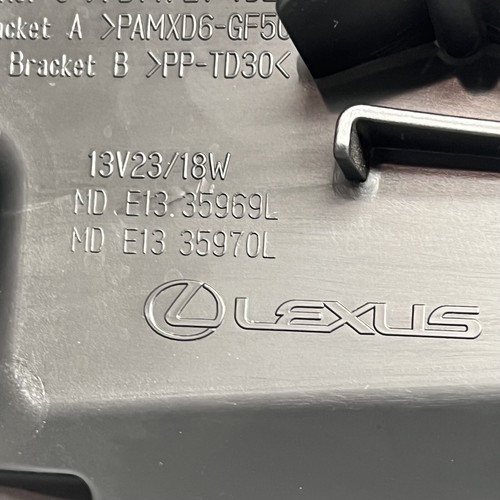 Bracket A >PAMXD6-GF50
Bracket B >PP-TD30<
13V23/18W
MD E13 35969L
MD E13 35970L
LEXUS